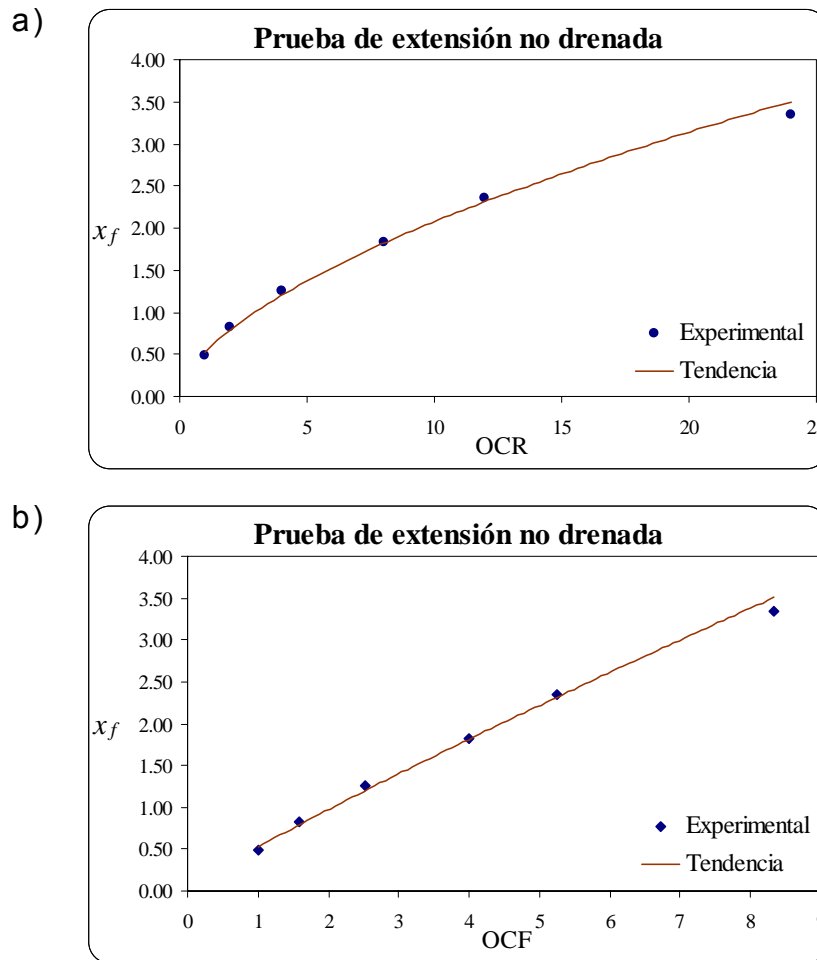 a)
Prueba de extensión no drenada
4.00
3.50
3.00
2.50
2.00
1.50
1.00
0.50
0.00
x_f
Experimental
Tendencia
0 5 10 15 20
OCR
b)
Prueba de extensión no drenada
4.00
3.50
3.00
2.50
2.00
1.50
1.00
0.50
0.00
x_f
Experimental
Tendencia
0 1 2 3 4 5 6 7 8
OCF